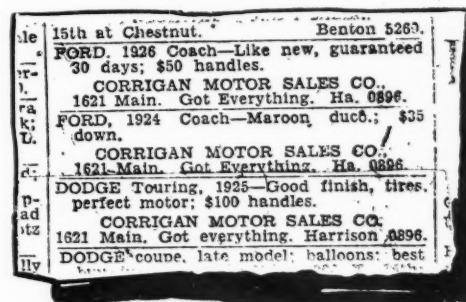 15th at Chestnut. Benton 5260.
FORD, 1926 Coach—Like new, guaranteed
30 days; $50 handles.
CORRIGAN MOTOR SALES CO.,
1621 Main. Got Everything. Ha. 0896.
FORD, 1924 Coach—Maroon duco.; $35
down.
CORRIGAN MOTOR SALES CO.,
1621 Main. Got Everything. Ha. 0896.
DODGE Touring, 1925—Good finish, tires,
perfect motor; $100 handles.
CORRIGAN MOTOR SALES CO.
1621 Main. Got everything. Harrison 0896.
DODGE coupe, late model; balloons; best